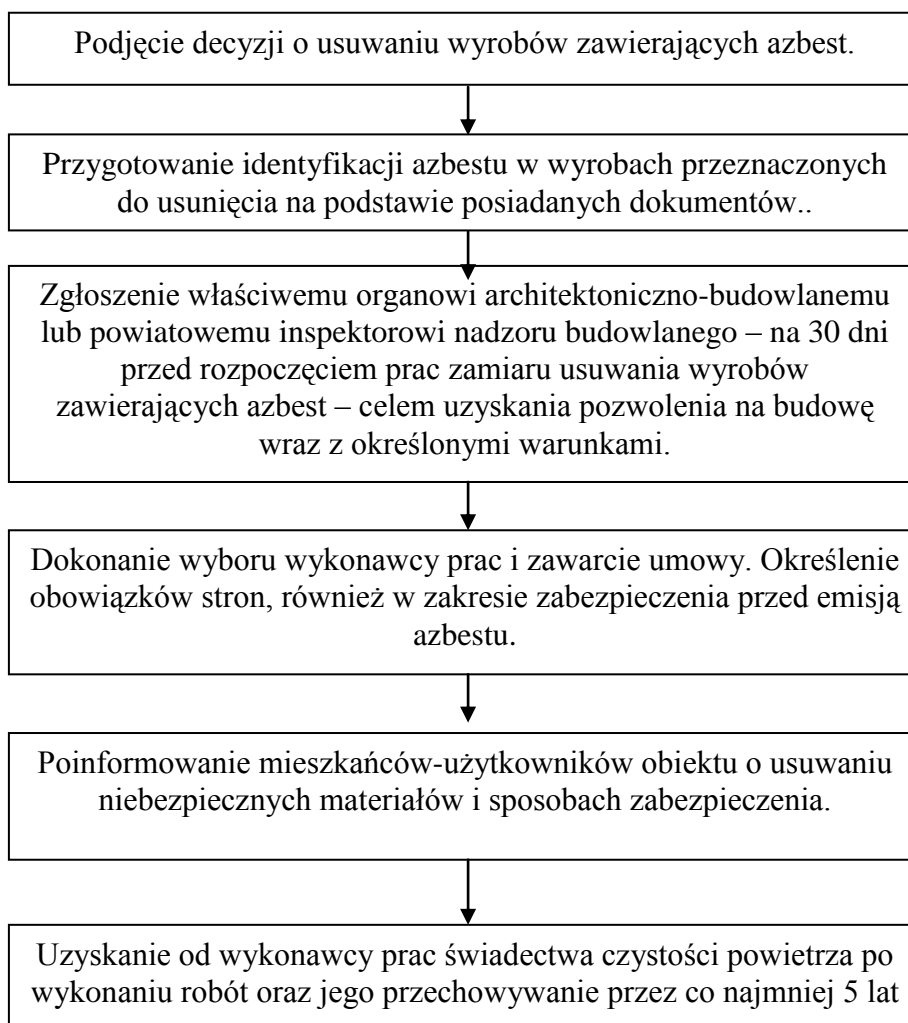 Podjęcie decyzji o usuwaniu wyrobów zawierających azbest.
Przygotowanie identyfikacji azbestu w wyrobach przeznaczonych
do usunięcia na podstawie posiadanych dokumentów..
Zgłoszenie właściwemu organowi architektoniczno-budowlanemu
lub powiatowemu inspektorowi nadzoru budowlanego – na 30 dni
przed rozpoczęciem prac zamiaru usuwania wyrobów
zawierających azbest – celem uzyskania pozwolenia na budowę
wraz z określonymi warunkami.
Dokonanie wyboru wykonawcy prac i zawarcie umowy. Określenie
obowiązków stron, również w zakresie zabezpieczenia przed emisją
azbestu.
Poinformowanie mieszkańców-użytkowników obiektu o usuwaniu
niebezpiecznych materiałów i sposobach zabezpieczenia.
Uzyskanie od wykonawcy prac świadectwa czystości powietrza po
wykonaniu robót oraz jego przechowywanie przez co najmniej 5 lat